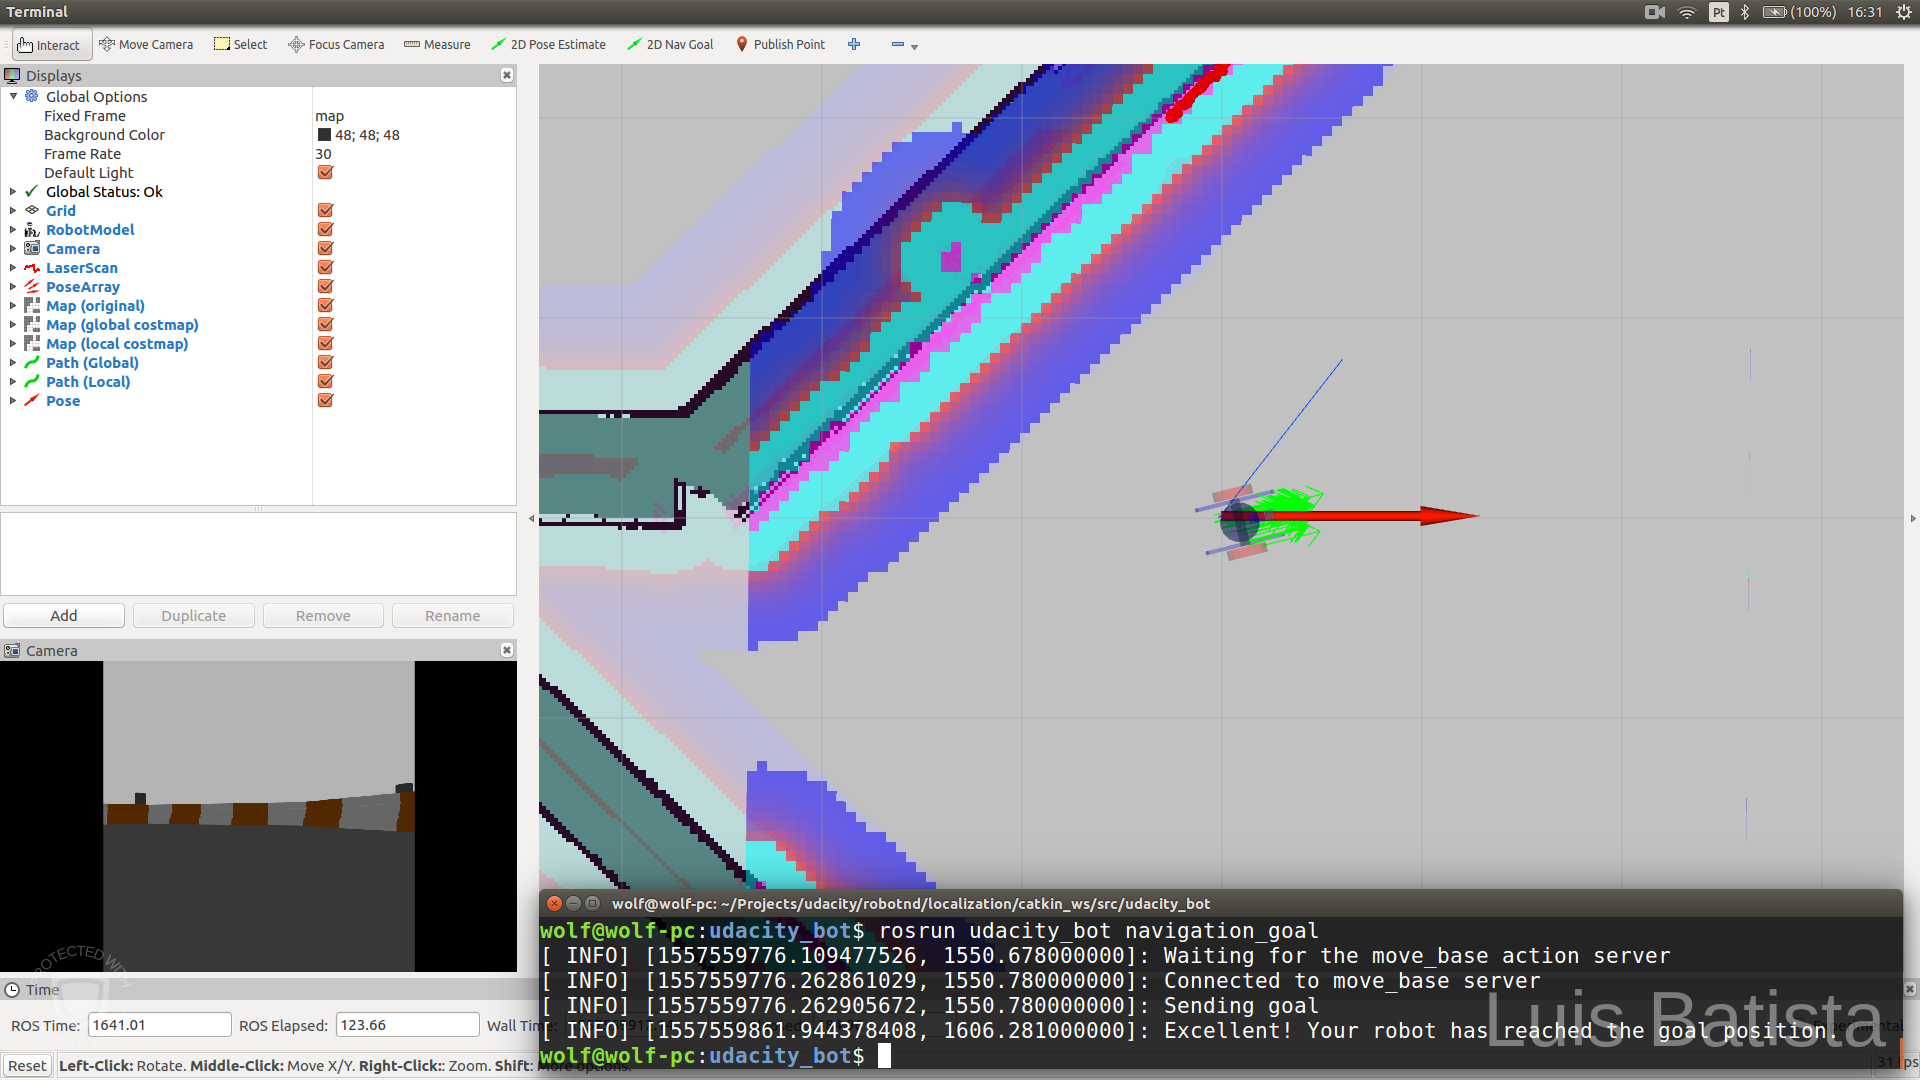 Terminal
Pt (100%) 16:31
Interact Move Camera Select Focus Camera Measure 2D Pose Estimate 2D Nav Goal Publish Point
Displays
Global Options
Fixed Frame map
Background Color 48; 48; 48
Frame Rate 30
Default Light
Global Status: Ok
Grid
RobotModel
Camera
LaserScan
PoseArray
Map (original)
Map (global costmap)
Map (local costmap)
Path (Global)
Path (Local)
Pose
Add Duplicate Remove Rename
Camera
PROTECTED WITH
Time
ROS Time: 1641.01 ROS Elapsed: 123.66 Wall Time:
Reset Left-Click: Rotate. Middle-Click: Move X/Y. Right-Click:: Zoom. Shift: More options.
wolf@wolf-pc: ~/Projects/udacity/robotnd/localization/catkin_ws/src/udacity_bot
wolf@wolf-pc:udacity_bot$ rosrun udacity_bot navigation_goal
[ INFO] [1557559776.109477526, 1550.678000000]: Waiting for the move_base action server
[ INFO] [1557559776.262861029, 1550.780000000]: Connected to move_base server
[ INFO] [1557559776.262905672, 1550.780000000]: Sending goal
[ INFO] [1557559861.944378408, 1606.281000000]: Excellent! Your robot has reached the goal position.
wolf@wolf-pc:udacity_bot$
Luis Batista
31 fps